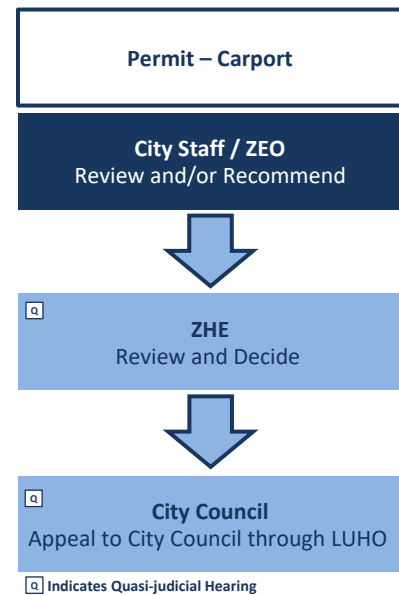 Permit – Carport
City Staff / ZEO
Review and/or Recommend
Q
ZHE
Review and Decide
Q
City Council
Appeal to City Council through LUHO
Q Indicates Quasi-judicial Hearing